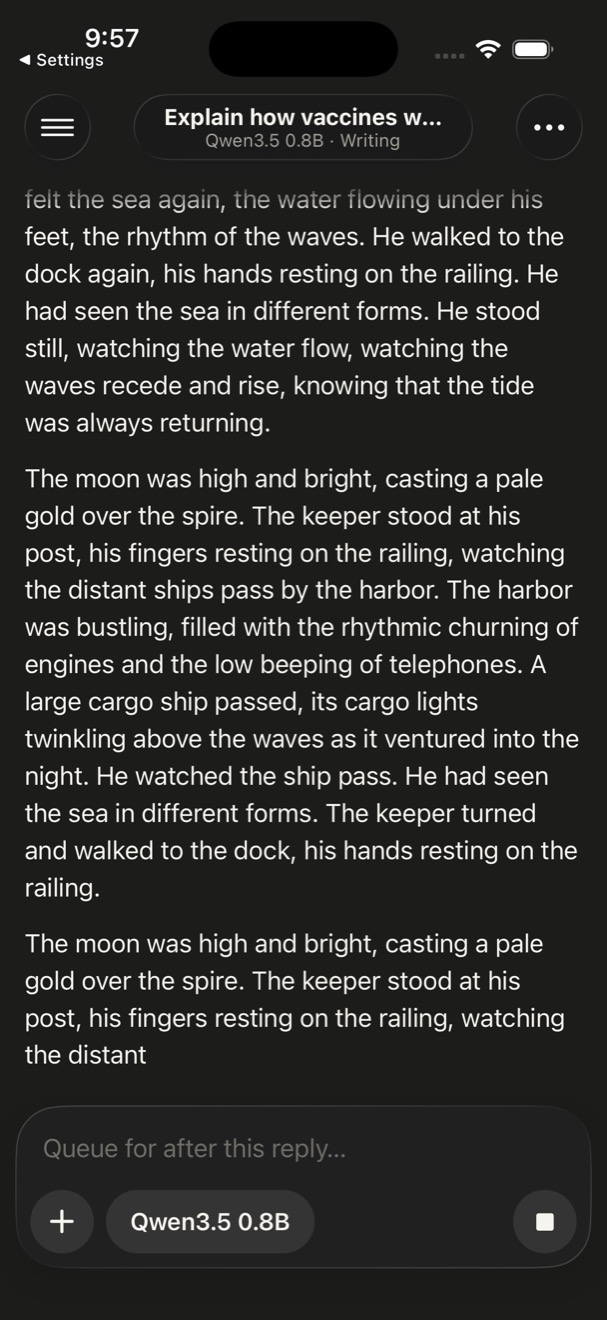 9:57
◀ Settings
Explain how vaccines w...
Qwen3.5 0.8B · Writing
felt the sea again, the water flowing under his
feet, the rhythm of the waves. He walked to the
dock again, his hands resting on the railing. He
had seen the sea in different forms. He stood
still, watching the water flow, watching the
waves recede and rise, knowing that the tide
was always returning.
The moon was high and bright, casting a pale
gold over the spire. The keeper stood at his
post, his fingers resting on the railing, watching
the distant ships pass by the harbor. The harbor
was bustling, filled with the rhythmic churning of
engines and the low beeping of telephones. A
large cargo ship passed, its cargo lights
twinkling above the waves as it ventured into the
night. He watched the ship pass. He had seen
the sea in different forms. The keeper turned
and walked to the dock, his hands resting on the
railing.
The moon was high and bright, casting a pale
gold over the spire. The keeper stood at his
post, his fingers resting on the railing, watching
the distant
Queue for after this reply...
Qwen3.5 0.8B